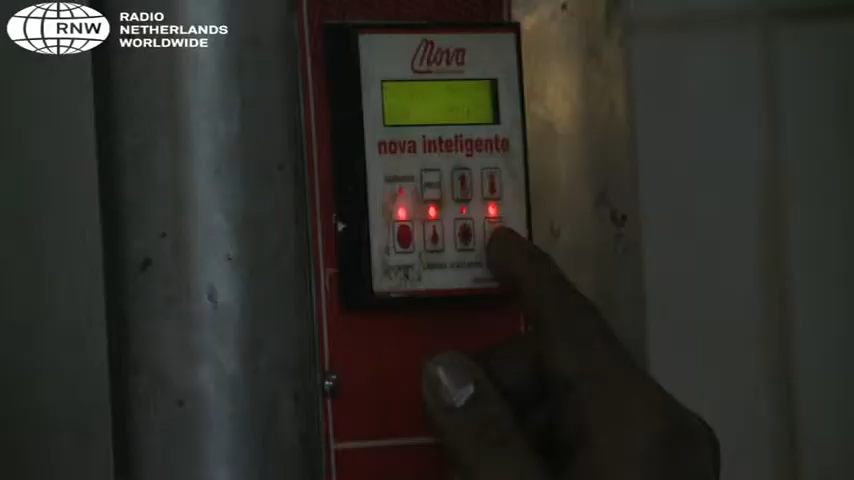 RNW
RADIO
NETHERLANDS
WORLDWIDE
Nova
nova inteligente